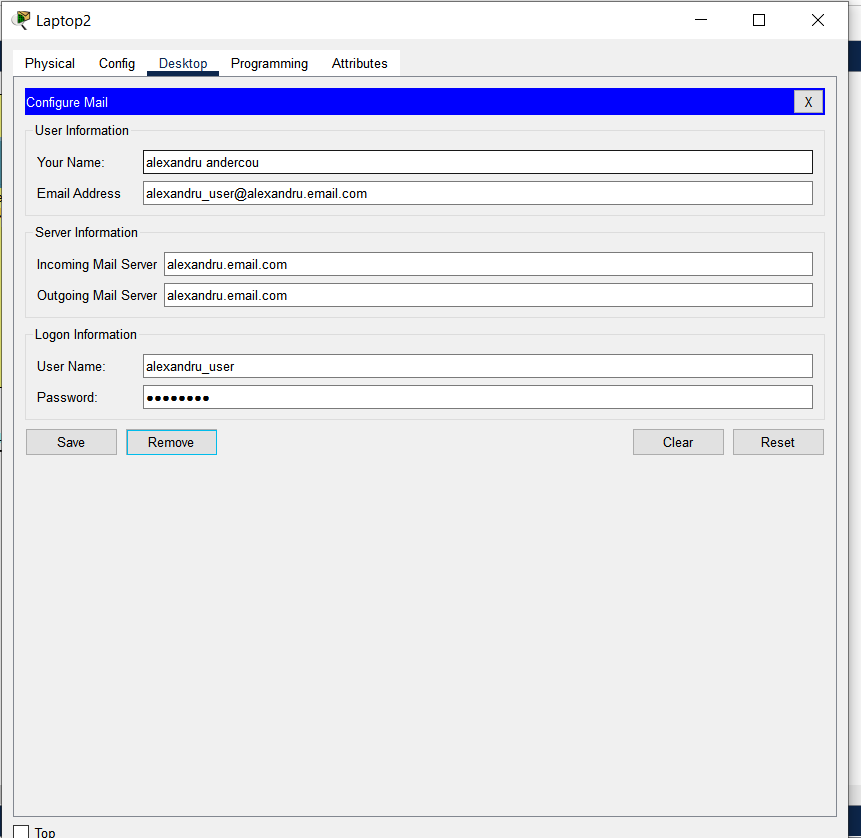 Laptop2
Physical Config Desktop Programming Attributes
Configure Mail X
User Information
Your Name: alexandru andercou
Email Address alexandru_user@alexandru.email.com
Server Information
Incoming Mail Server alexandru.email.com
Outgoing Mail Server alexandru.email.com
Logon Information
User Name: alexandru_user
Password: ●●●●●●●●
Save Remove Clear Reset
Top